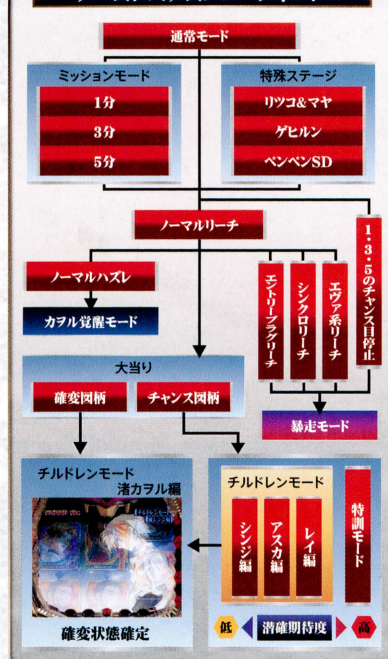 通常モード
ミッションモード
1分
3分
5分
特殊ステージ
リツコ&マヤ
ゲヒルン
ペンペンSD
ノーマルリーチ
1・3・5のチャンス目停止
ノーマルハズレ
カヲル覚醒モード
エントリープラグリーチ
シンクロリーチ
エヴァ系リーチ
大当り
確変図柄
チャンス図柄
暴走モード
チルドレンモード
渚カヲル編
確変状態確定
チルドレンモード
シンジ編
アスカ編
レイ編
特訓モード
低
潜確期待度
高